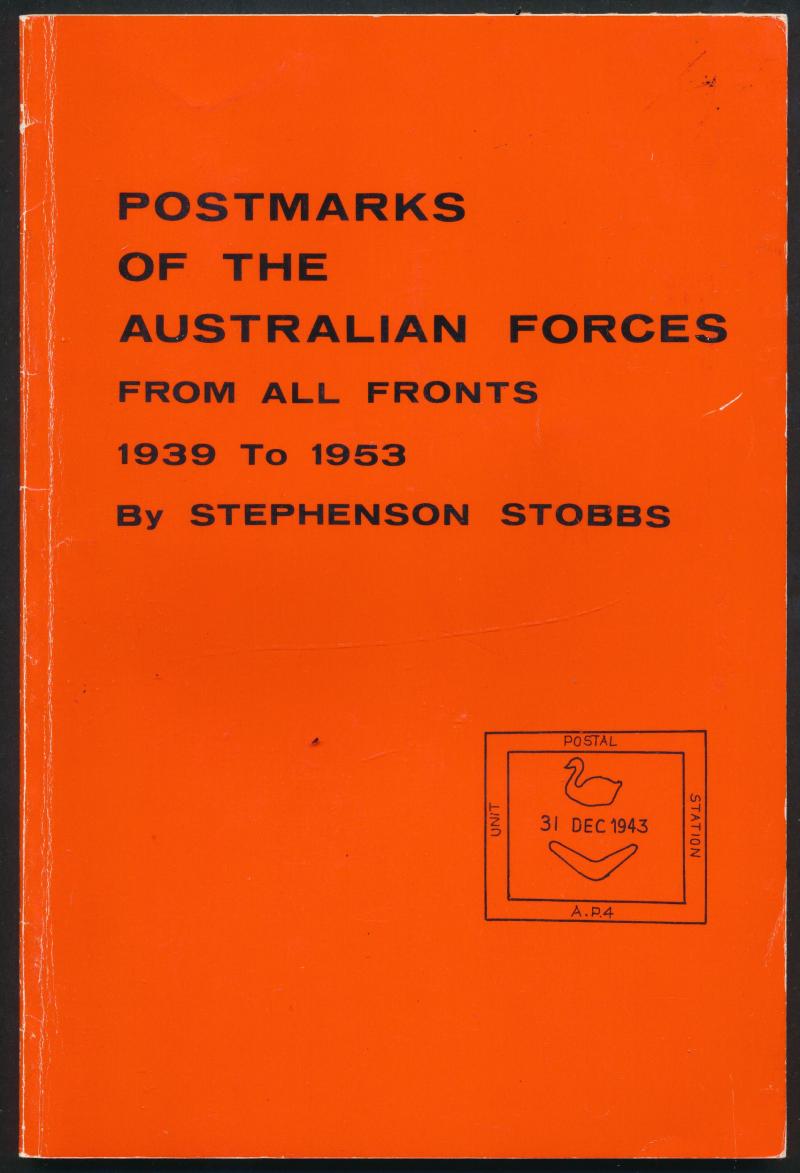 POSTMARKS
OF THE
AUSTRALIAN FORCES
FROM ALL FRONTS
1939 To 1953
By STEPHENSON STOBBS
POSTAL
UNIT
31 DEC 1943
STATION
A.P.4